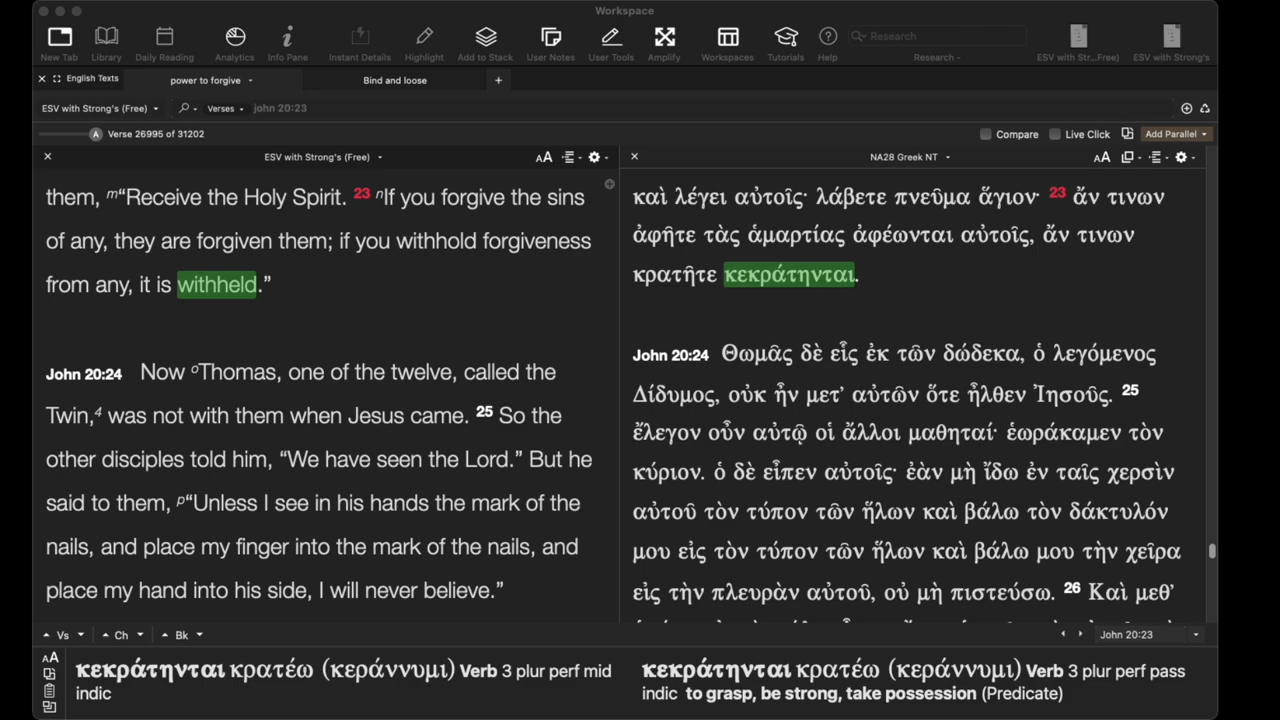 Workspace
New Tab Library Daily Reading Analytics Info Pane Instant Details Highlight Add to Stack User Notes User Tools Amplify Workspaces Tutorials Help Research Research ESV with Str...Free) ESV with Strong's
English Texts power to forgive Bind and loose +
ESV with Strong's (Free) Verses john 20:23
A Verse 26995 of 31202 Compare Live Click Add Parallel
ESV with Strong's (Free) AA
them, m“Receive the Holy Spirit. 23 nIf you forgive the sins
of any, they are forgiven them; if you withhold forgiveness
from any, it is withheld.”
John 20:24 Now oThomas, one of the twelve, called the
Twin,4 was not with them when Jesus came. 25 So the
other disciples told him, “We have seen the Lord.” But he
said to them, p“Unless I see in his hands the mark of the
nails, and place my finger into the mark of the nails, and
place my hand into his side, I will never believe.”
NA28 Greek NT AA
καὶ λέγει αὐτοῖς· λάβετε πνεῦμα ἅγιον· 23 ἄν τινων
ἀφῆτε τὰς ἁμαρτίας ἀφέωνται αὐτοῖς, ἄν τινων
κρατῆτε κεκράτηνται.
John 20:24 Θωμᾶς δὲ εἷς ἐκ τῶν δώδεκα, ὁ λεγόμενος
Δίδυμος, οὐκ ἦν μετ’ αὐτῶν ὅτε ἦλθεν Ἰησοῦς. 25
ἔλεγον οὖν αὐτῷ οἱ ἄλλοι μαθηταί· ἑωράκαμεν τὸν
κύριον. ὁ δὲ εἶπεν αὐτοῖς· ἐὰν μὴ ἴδω ἐν ταῖς χερσὶν
αὐτοῦ τὸν τύπον τῶν ἥλων καὶ βάλω τὸν δάκτυλόν
μου εἰς τὸν τύπον τῶν ἥλων καὶ βάλω μου τὴν χεῖρα
εἰς τὴν πλευρὰν αὐτοῦ, οὐ μὴ πιστεύσω. 26 Καὶ μεθ’
Vs Ch Bk John 20:23
AA
κεκράτηνται κρατέω (κεράννυμι) Verb 3 plur perf mid
indic
κεκράτηνται κρατέω (κεράννυμι) Verb 3 plur perf pass
indic to grasp, be strong, take possession (Predicate)